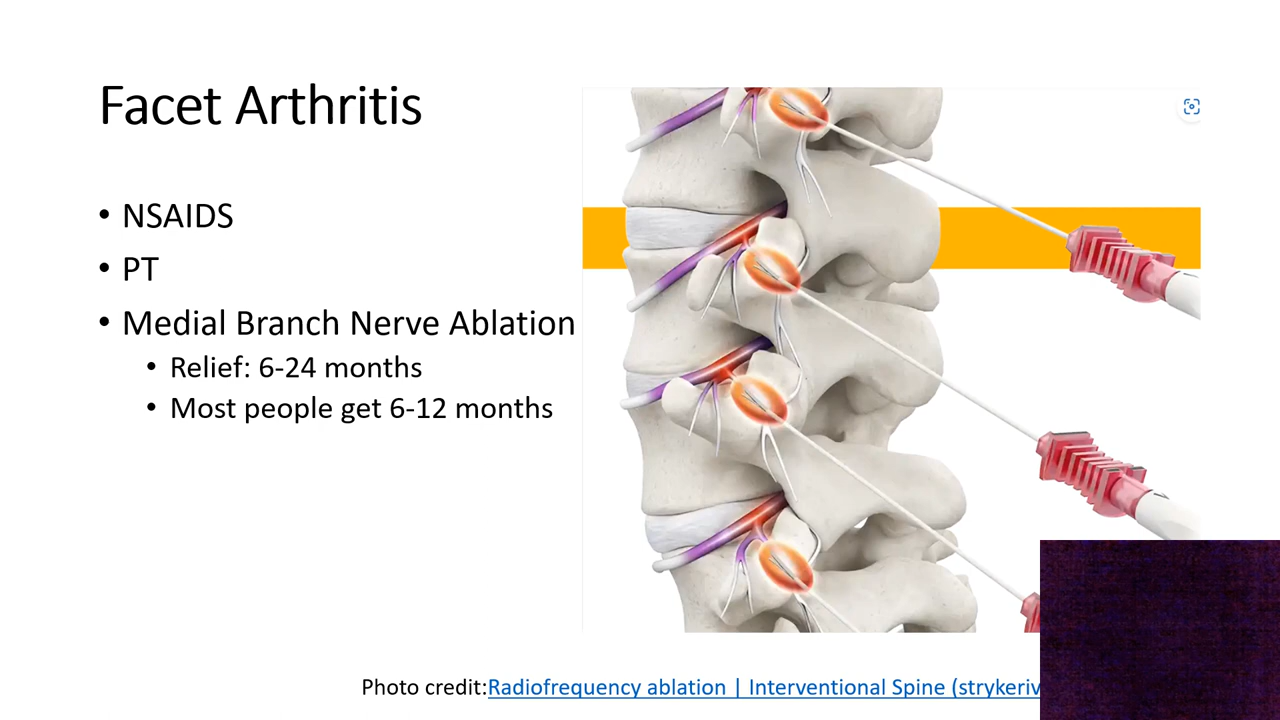 Facet Arthritis
• NSAIDS
• PT
• Medial Branch Nerve Ablation
• Relief: 6-24 months
• Most people get 6-12 months
Photo credit:Radiofrequency ablation | Interventional Spine (strykeriv